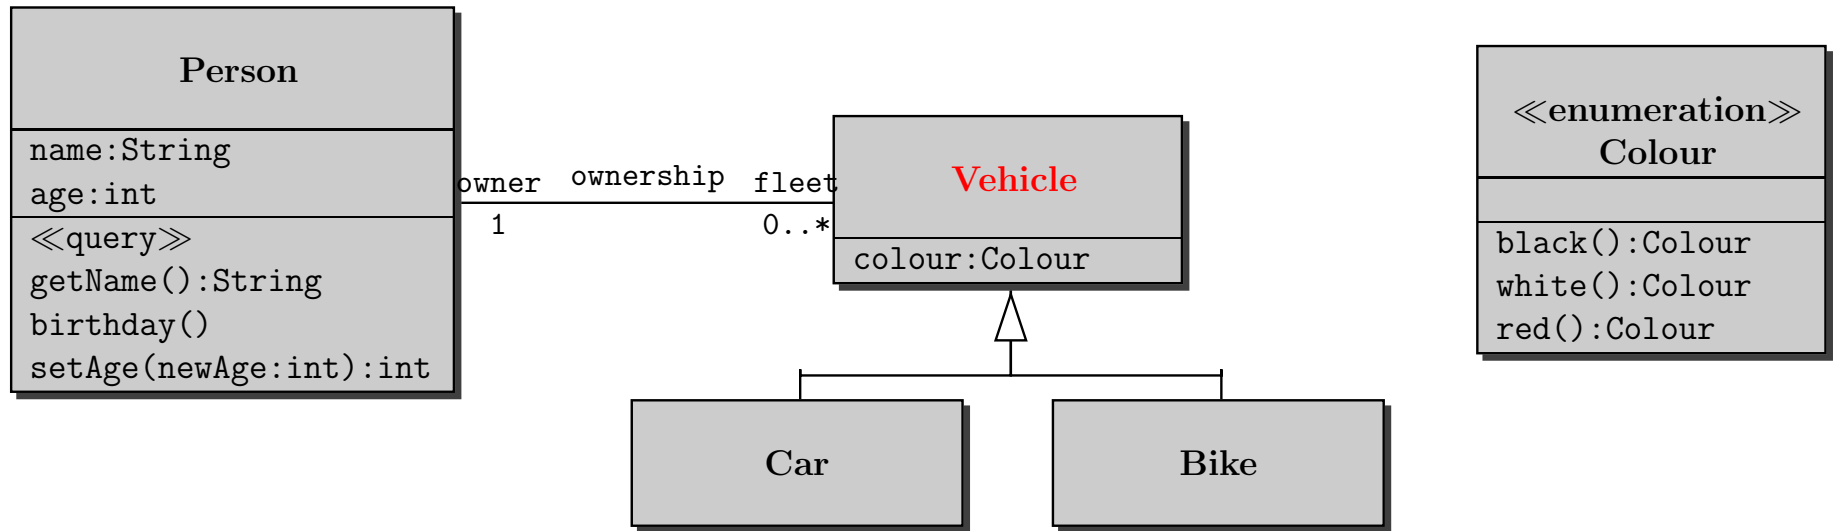 Person
name:String
age:int
≪query≫
getName():String
birthday()
setAge(newAge:int):int
owner
ownership
fleet
1
0..*
Vehicle
colour:Colour
Car
Bike
≪enumeration≫
Colour
black():Colour
white():Colour
red():Colour